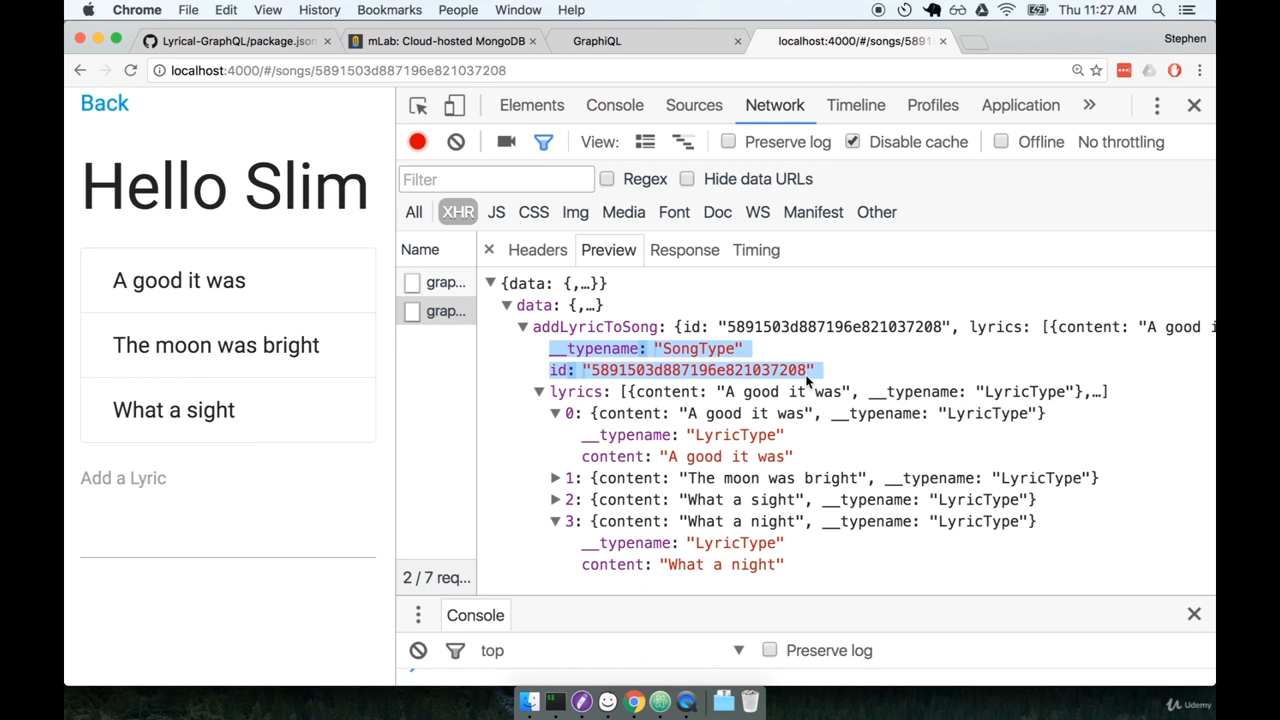 Chrome File Edit View History Bookmarks People Window Help Thu 11:27 AM
Lyrical-GraphQL/package.json mLab: Cloud-hosted MongoDB GraphiQL localhost:4000/#/songs/5891 Stephen
localhost:4000/#/songs/5891503d887196e821037208
Back
Hello Slim
A good it was
The moon was bright
What a sight
Add a Lyric
Elements Console Sources Network Timeline Profiles Application
View: Preserve log Disable cache Offline No throttling
Filter Regex Hide data URLs
All XHR JS CSS Img Media Font Doc WS Manifest Other
Name Headers Preview Response Timing
grap...
grap...
2 / 7 req...
{data: {,…}}
data: {,…}
addLyricToSong: {id: "5891503d887196e821037208", lyrics: [{content: "A good i
__typename: "SongType"
id: "5891503d887196e821037208"
lyrics: [{content: "A good it was", __typename: "LyricType"},…]
0: {content: "A good it was", __typename: "LyricType"}
__typename: "LyricType"
content: "A good it was"
1: {content: "The moon was bright", __typename: "LyricType"}
2: {content: "What a sight", __typename: "LyricType"}
3: {content: "What a night", __typename: "LyricType"}
__typename: "LyricType"
content: "What a night"
Console
top Preserve log
Udemy